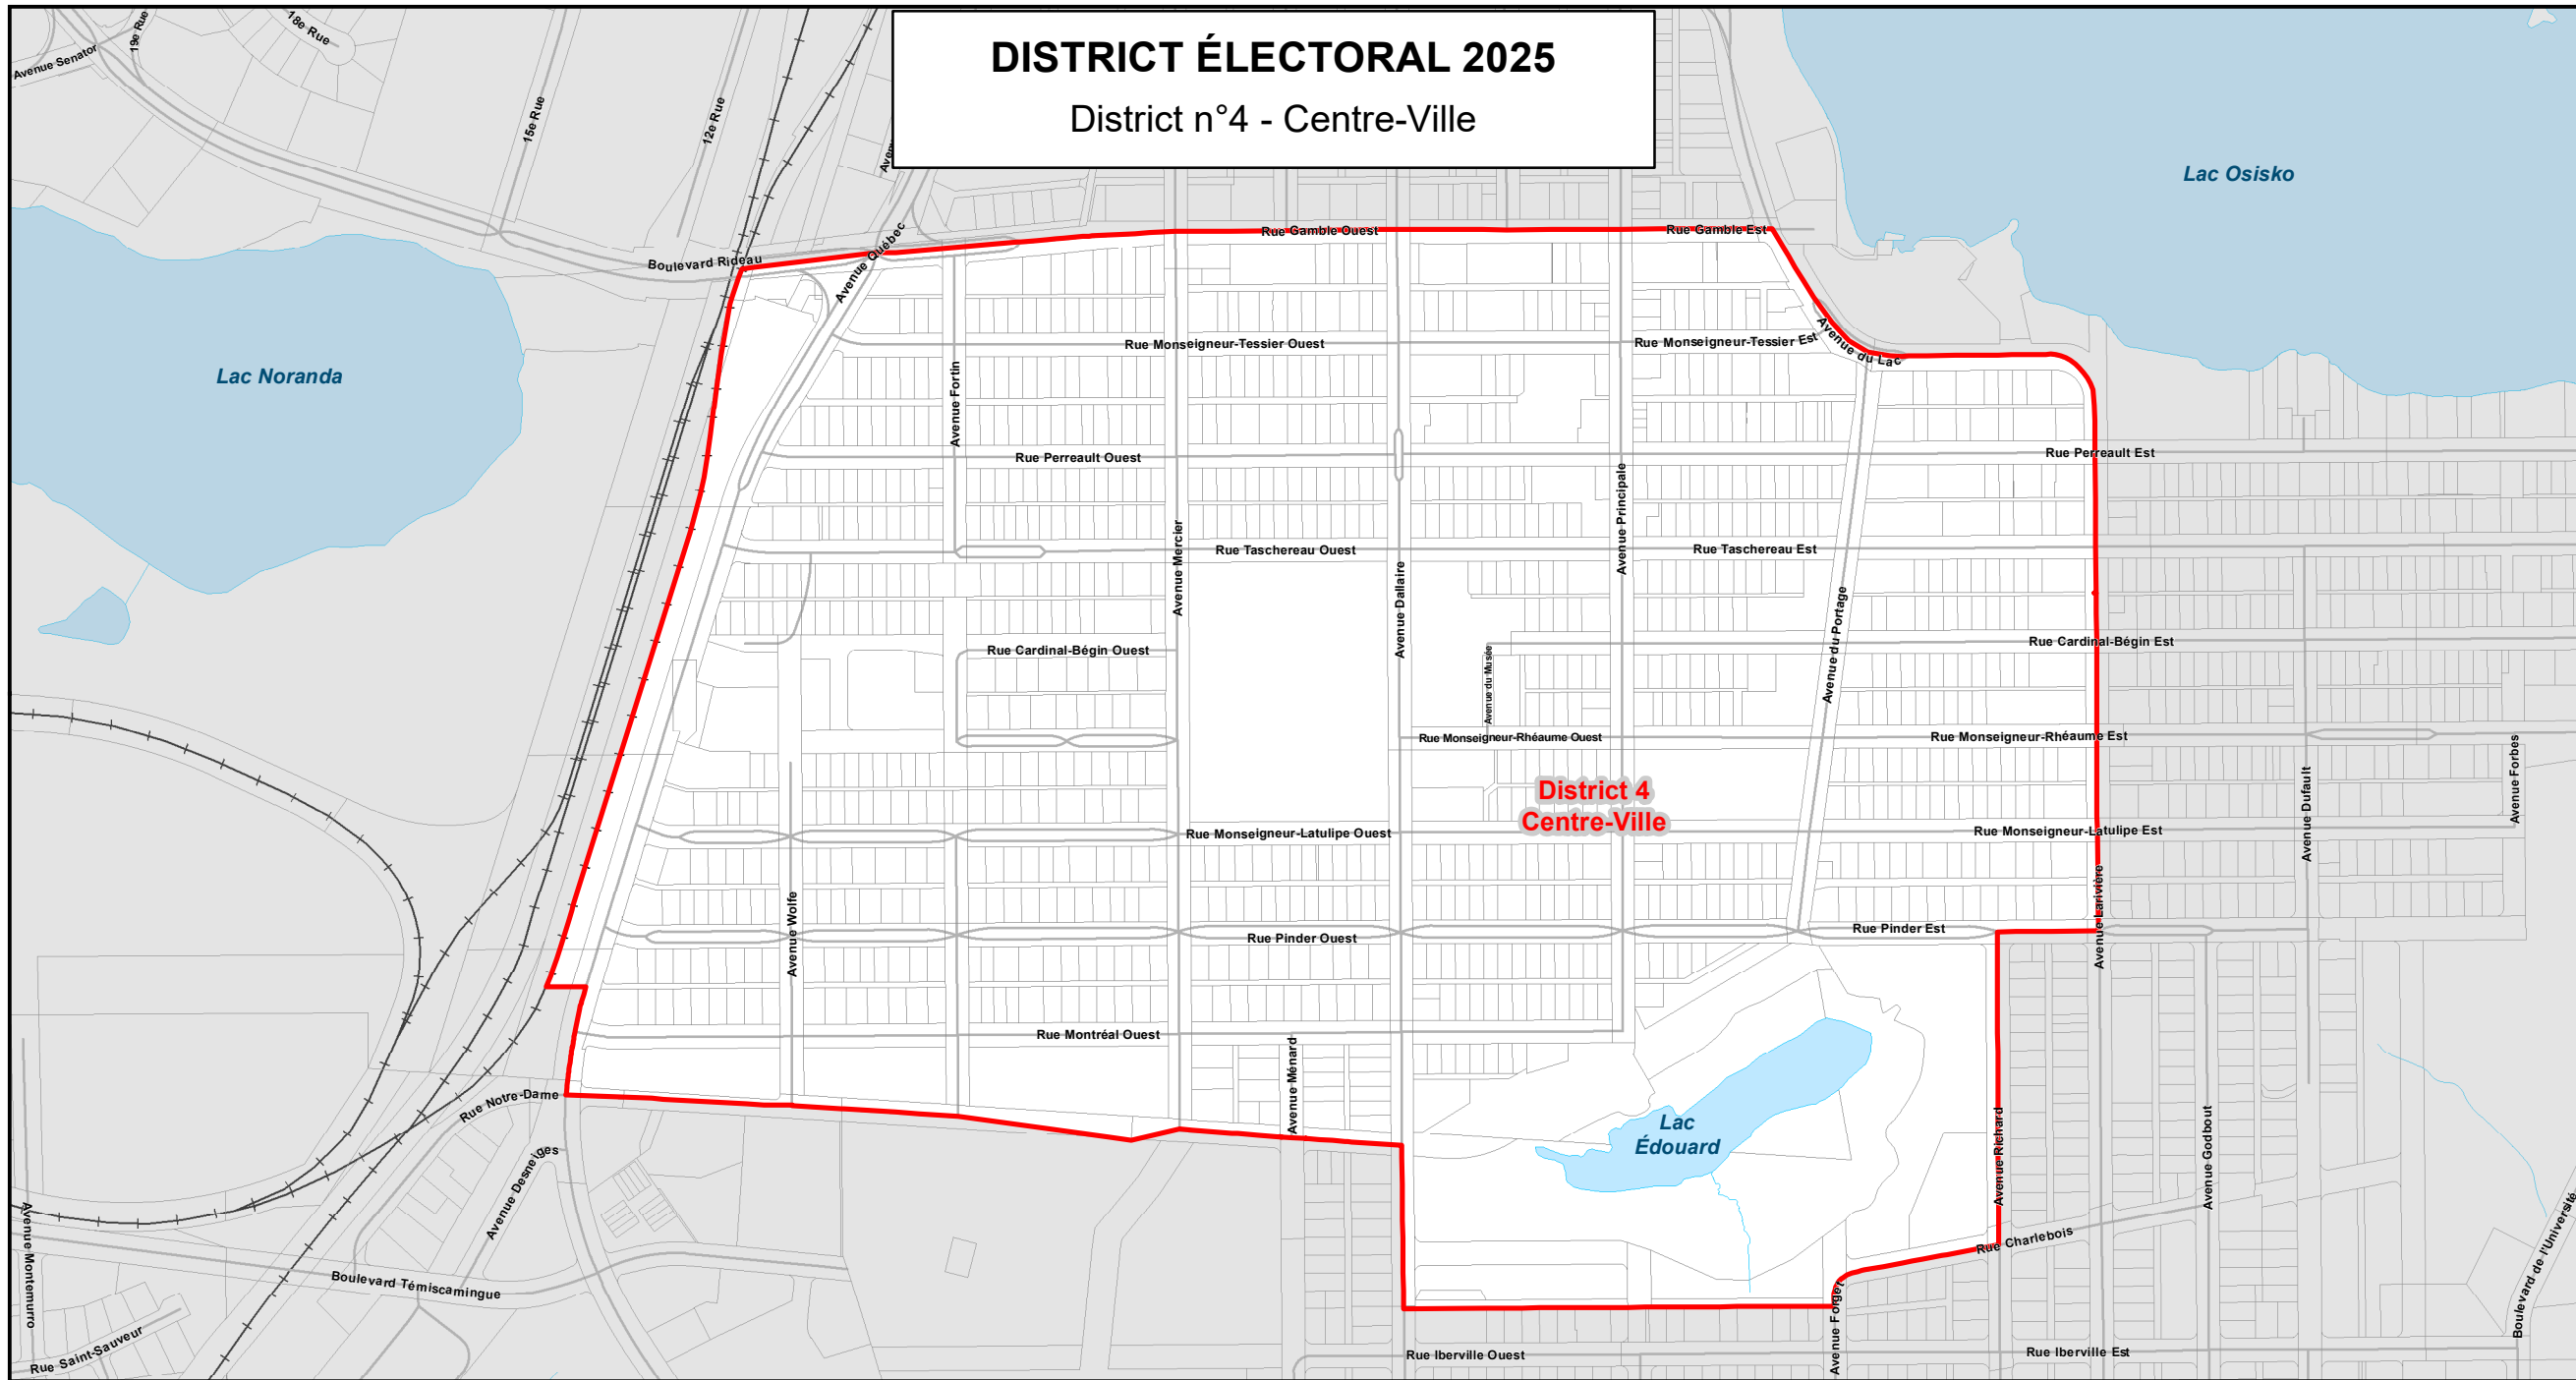 DISTRICT ÉLECTORAL 2025
District n°4 - Centre-Ville
Avenue Senator
19e Rue
18e Rue
15e Rue
12e Rue
Lac Osisko
Lac Noranda
Boulevard Rideau
Avenue Québec
Rue Gamble Ouest
Rue Gamble Est
Rue Monseigneur-Tessier Ouest
Rue Monseigneur-Tessier Est
Avenue du Lac
Avenue Fortin
Rue Perreault Ouest
Rue Perreault Est
Avenue Principale
Avenue Mercier
Rue Taschereau Ouest
Rue Taschereau Est
Avenue Dallaire
Avenue du Portage
Rue Cardinal-Bégin Ouest
Rue Cardinal-Bégin Est
Avenue du Musée
Rue Monseigneur-Rhéaume Ouest
Rue Monseigneur-Rhéaume Est
Avenue Forbes
Avenue Dufault
District 4
Centre-Ville
Rue Monseigneur-Latulipe Ouest
Rue Monseigneur-Latulipe Est
Avenue Wolfe
Avenue Larivière
Rue Pinder Ouest
Rue Pinder Est
Rue Montréal Ouest
Avenue Ménard
Rue Notre-Dame
Lac
Édouard
Avenue Richard
Avenue Godbout
Avenue Desneiges
Avenue Montemurro
Rue Charlebois
Boulevard de l'Université
Boulevard Témiscamingue
Avenue Forget
Rue Saint-Sauveur
Rue Iberville Ouest
Rue Iberville Est